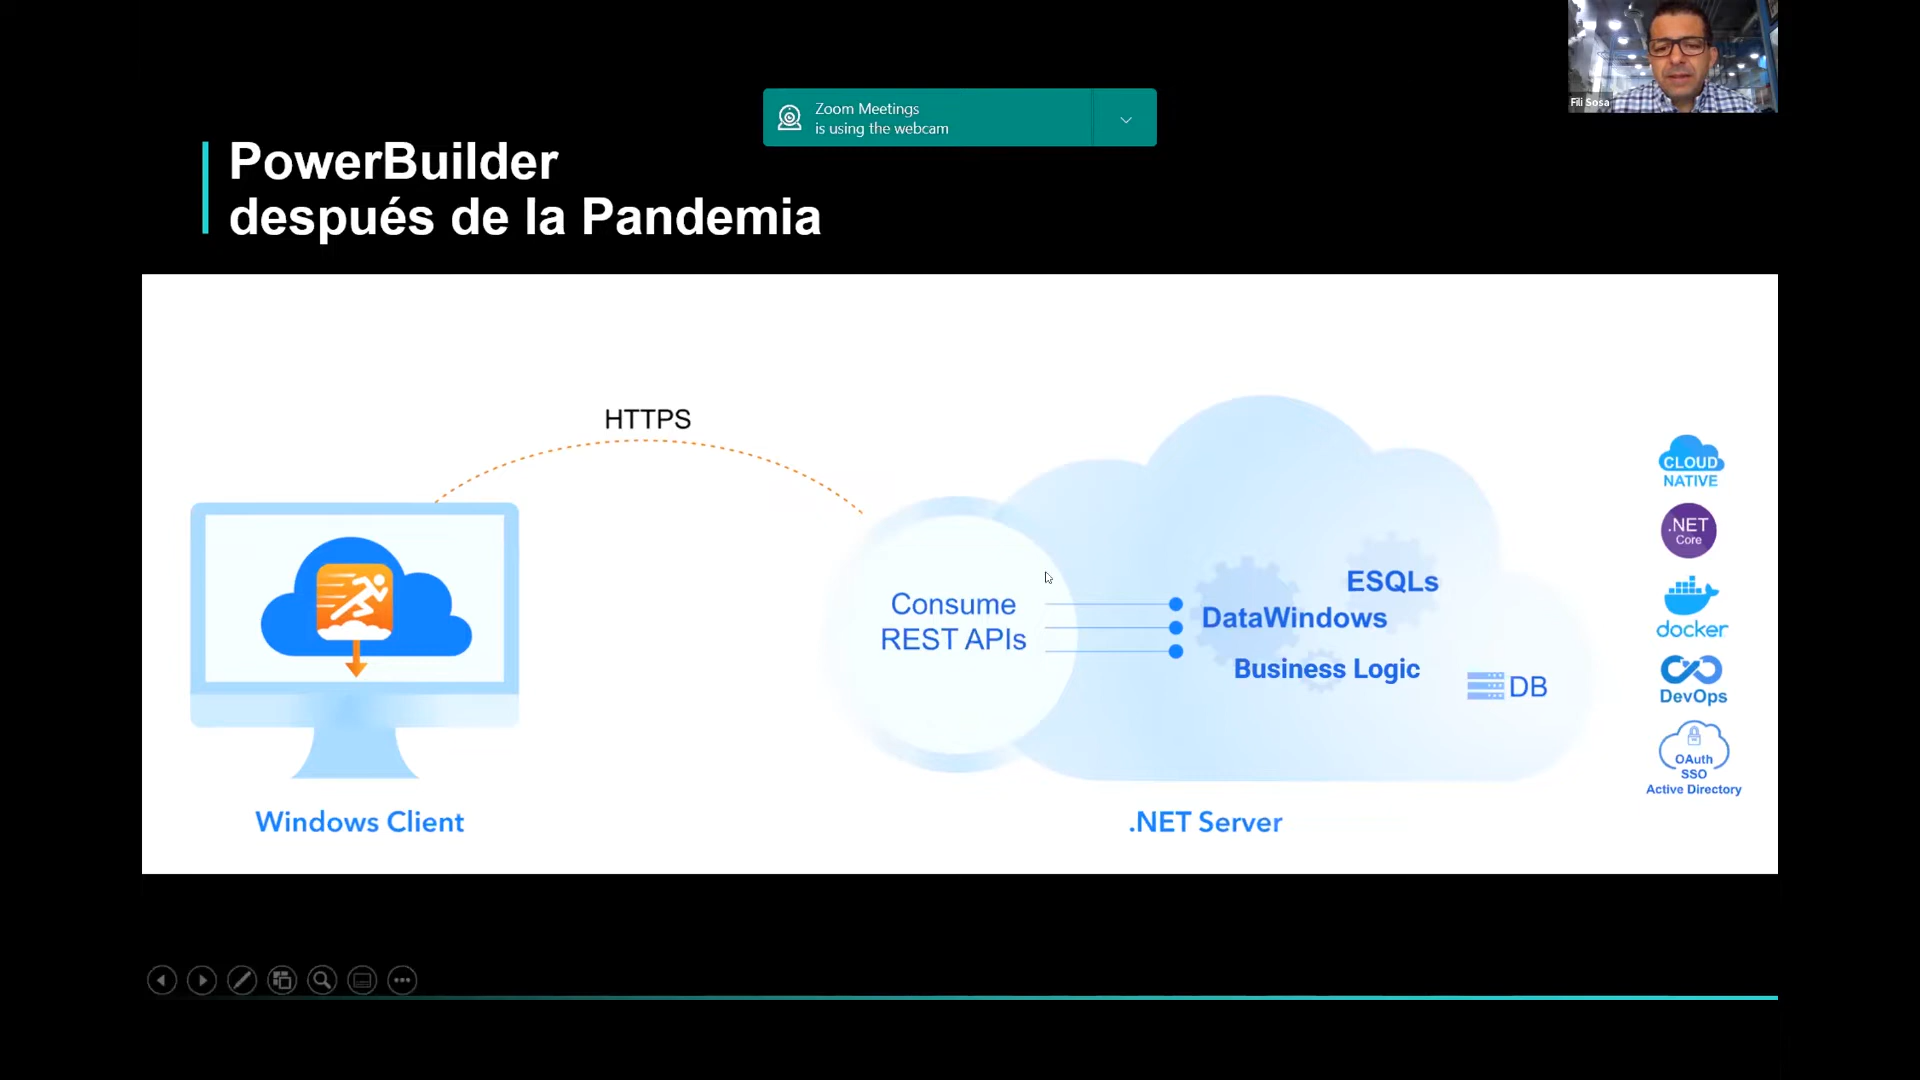 Fili Sosa
Zoom Meetings
is using the webcam
PowerBuilder
después de la Pandemia
HTTPS
Consume
REST APIs
ESQLs
DataWindows
Business Logic
DB
Windows Client
.NET Server
CLOUD
NATIVE
.NET
Core
docker
DevOps
OAuth
SSO
Active Directory